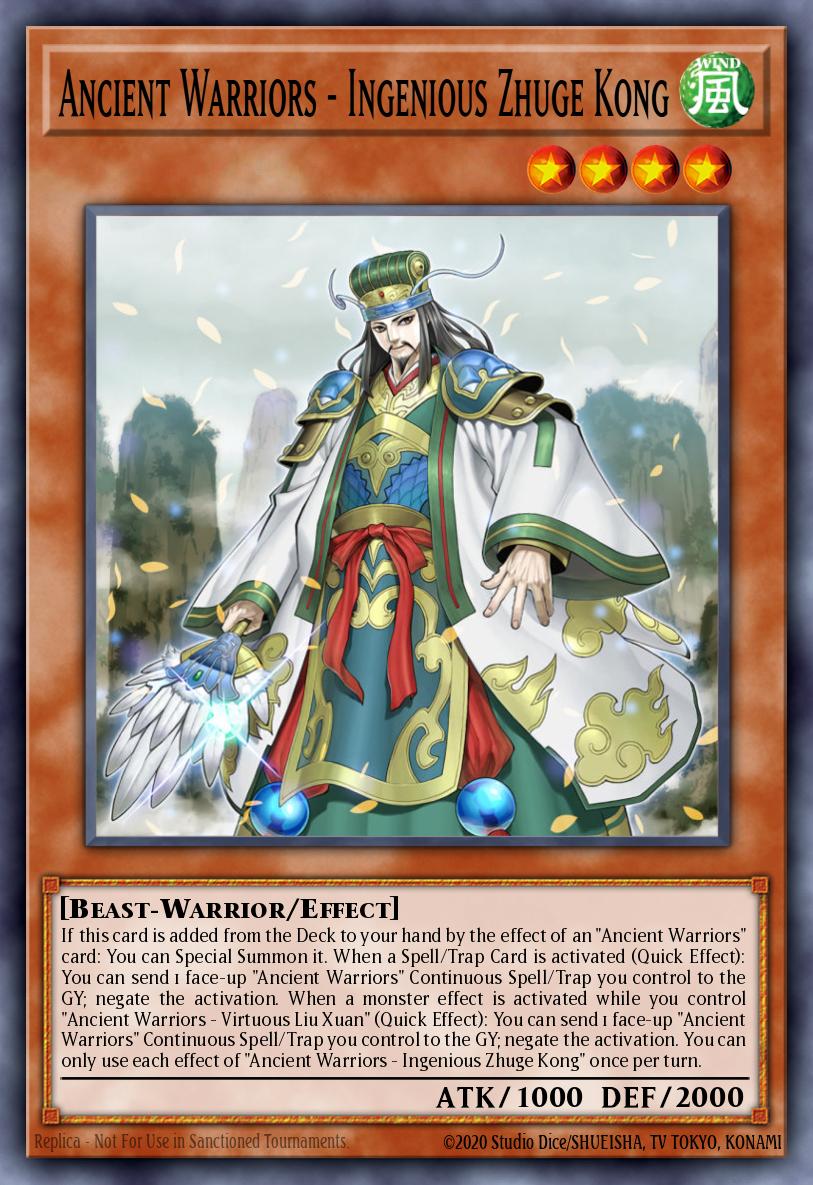 Ancient Warriors - Ingenious Zhuge Kong
WIND
風
[Beast-Warrior/Effect]
If this card is added from the Deck to your hand by the effect of an "Ancient Warriors"
card: You can Special Summon it. When a Spell/Trap Card is activated (Quick Effect):
You can send 1 face-up "Ancient Warriors" Continuous Spell/Trap you control to the
GY; negate the activation. When a monster effect is activated while you control
"Ancient Warriors - Virtuous Liu Xuan" (Quick Effect): You can send 1 face-up "Ancient
Warriors" Continuous Spell/Trap you control to the GY; negate the activation. You can
only use each effect of "Ancient Warriors - Ingenious Zhuge Kong" once per turn.
ATK/1000 DEF/2000
Replica - Not For Use in Sanctioned Tournaments.
©2020 Studio Dice/SHUEISHA, TV TOKYO, KONAMI